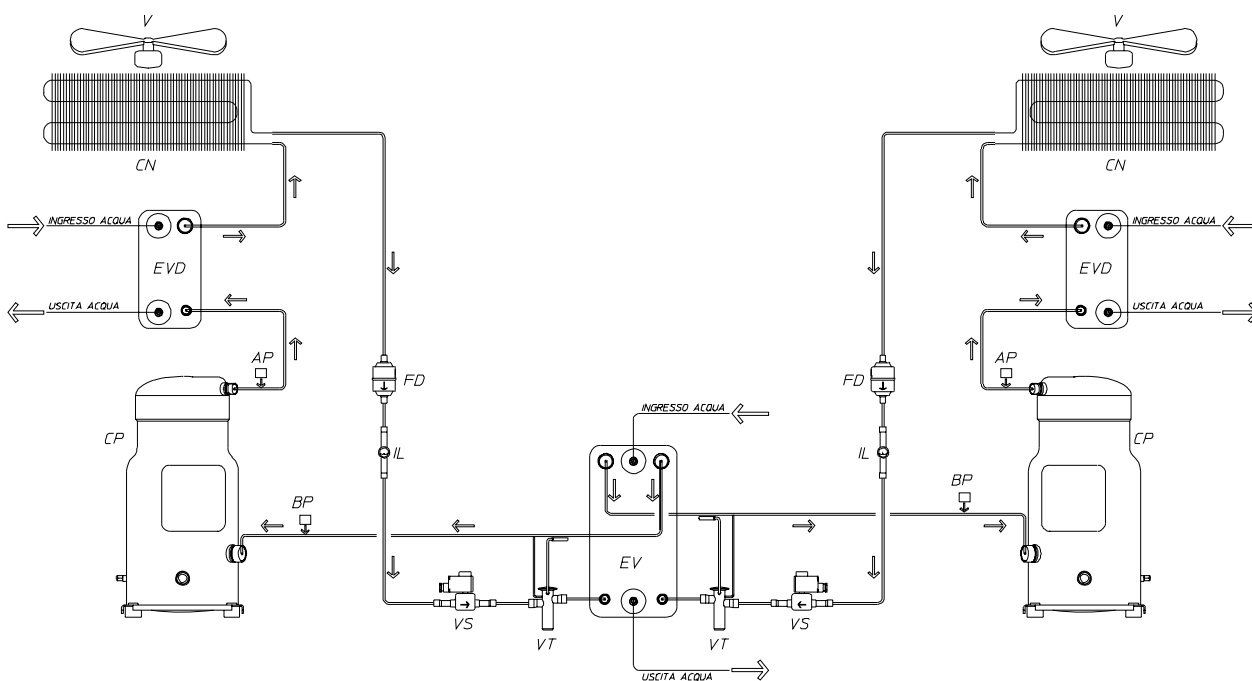 V
V
CN
CN
INGRESSO ACQUA
INGRESSO ACQUA
EVD
EVD
USCITA ACQUA
USCITA ACQUA
AP
AP
FD
FD
INGRESSO ACQUA
CP
CP
IL
IL
BP
BP
EV
VS
VT
VT
VS
USCITA ACQUA